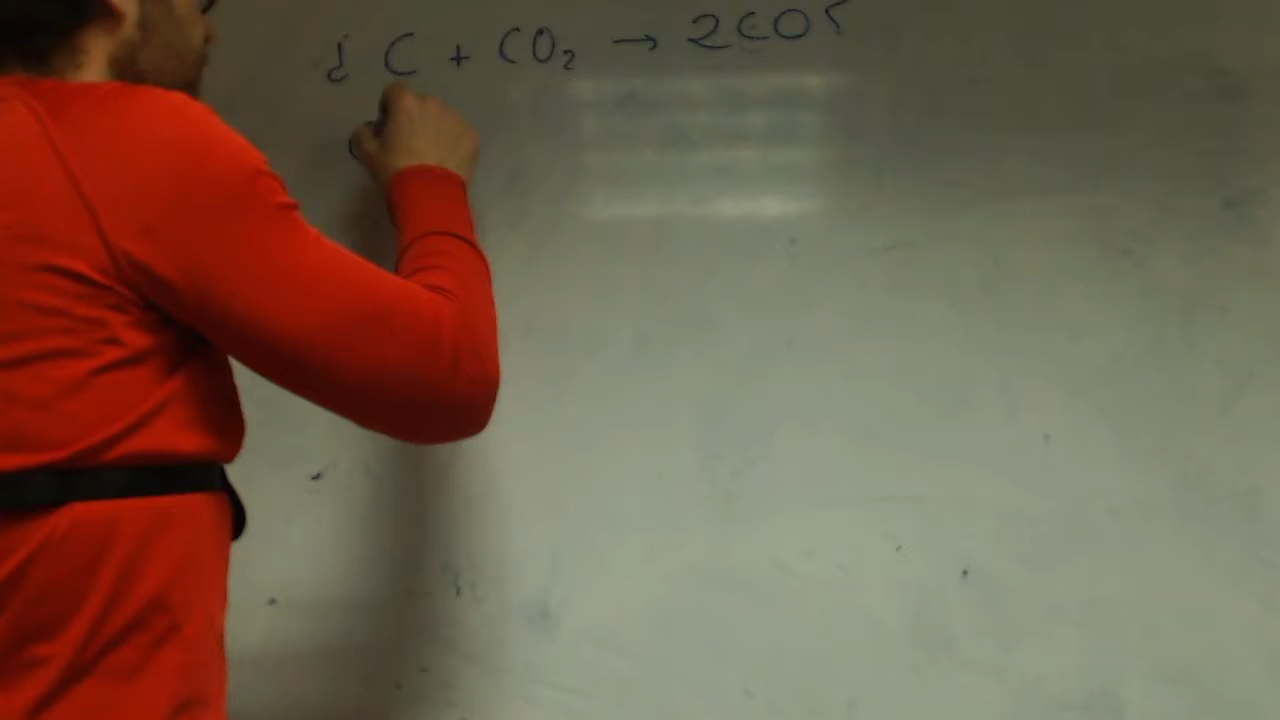 ¿ C + CO₂ → 2CO?